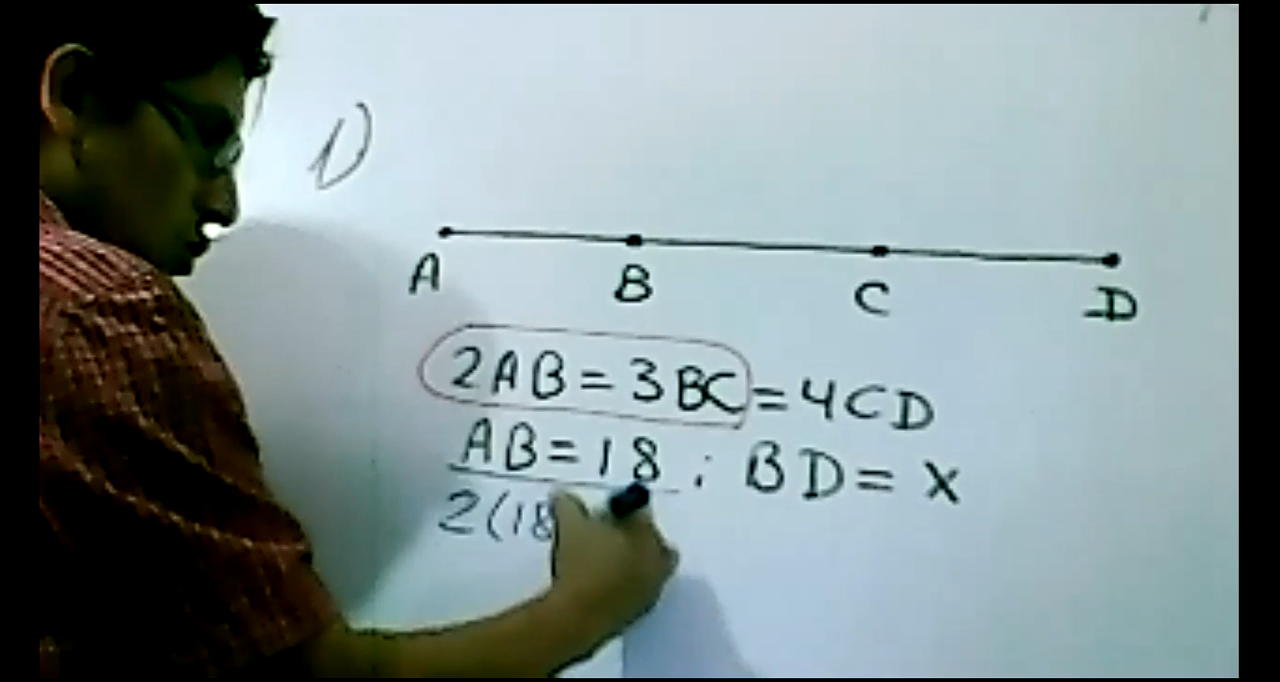 1)
A B C D
2AB = 3BC = 4CD
AB = 18 ; BD = x
2(18